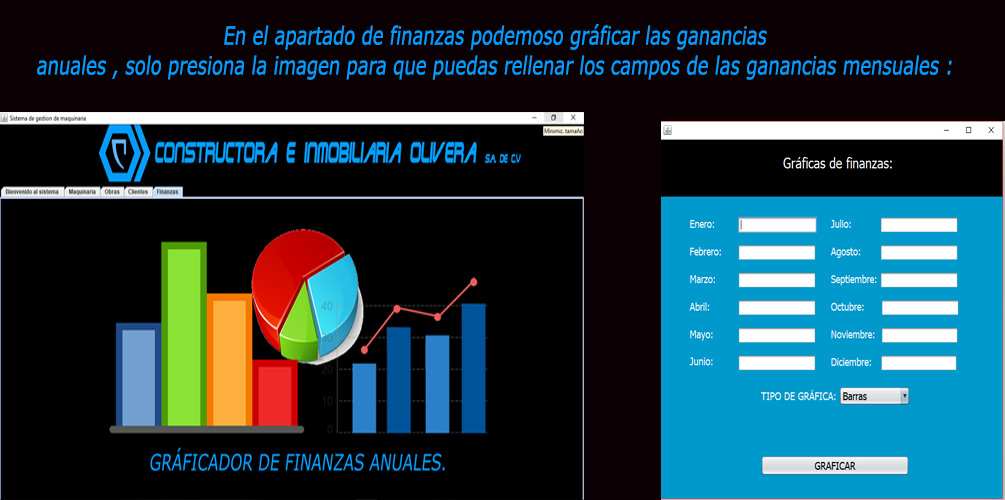 En el apartado de finanzas podemoso gráficar las ganancias
anuales , solo presiona la imagen para que puedas rellenar los campos de las ganancias mensuales :
Sistema de gestion de maquinaria
Minimiz. tamaño
CONSTRUCTORA E INMOBILIARIA OLIVERA S.A. DE C.V
Bienvenido al sistema Maquinaria Obras Clientes Finanzas
40
30
20
10
0
GRÁFICADOR DE FINANZAS ANUALES.
Gráficas de finanzas:
Enero: Julio:
Febrero: Agosto:
Marzo: Septiembre:
Abril: Octubre:
Mayo: Noviembre:
Junio: Diciembre:
TIPO DE GRÁFICA: Barras
GRAFICAR